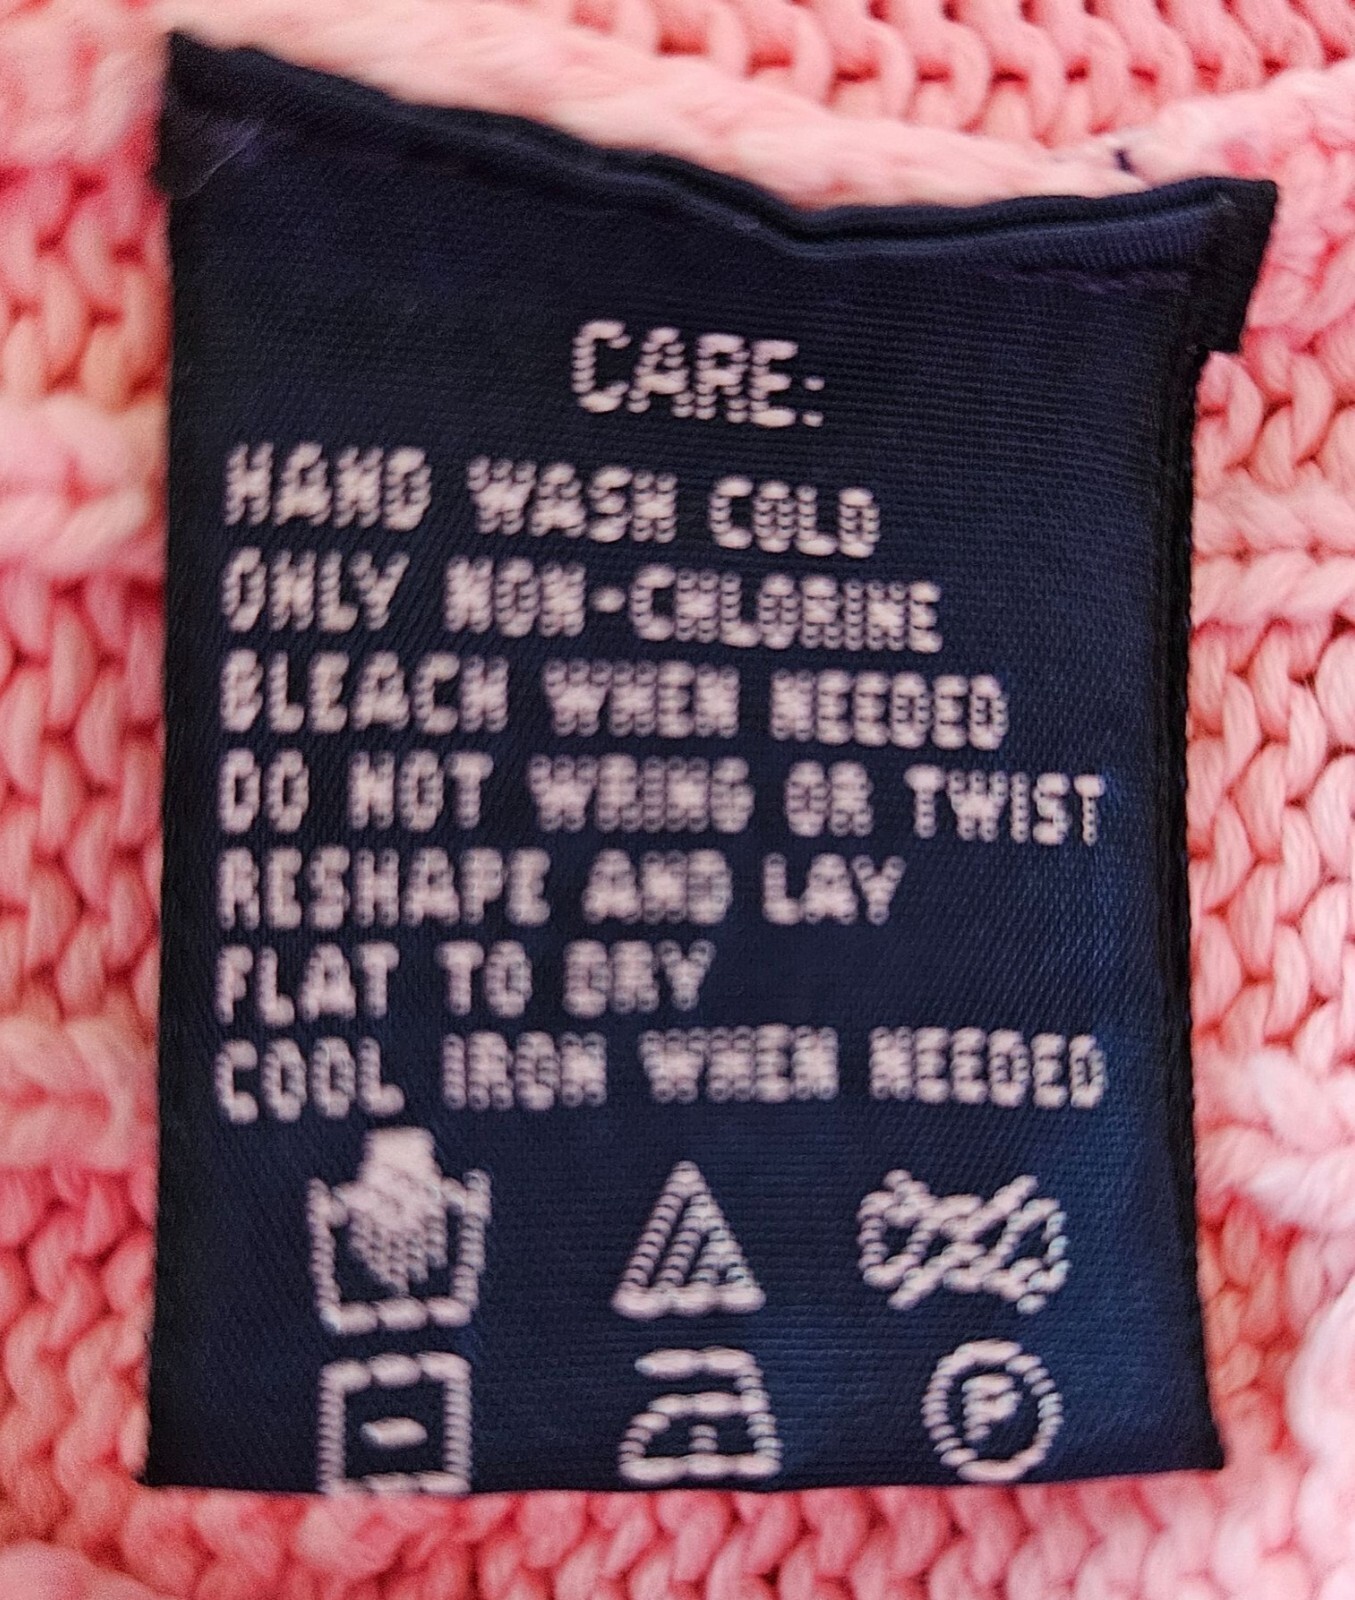 CARE:
HAND WASH COLD
ONLY NON-CHLORINE
BLEACH WHEN NEEDED
DO NOT WRING OR TWIST
RESHAPE AND LAY
FLAT TO DRY
COOL IRON WHEN NEEDED
P